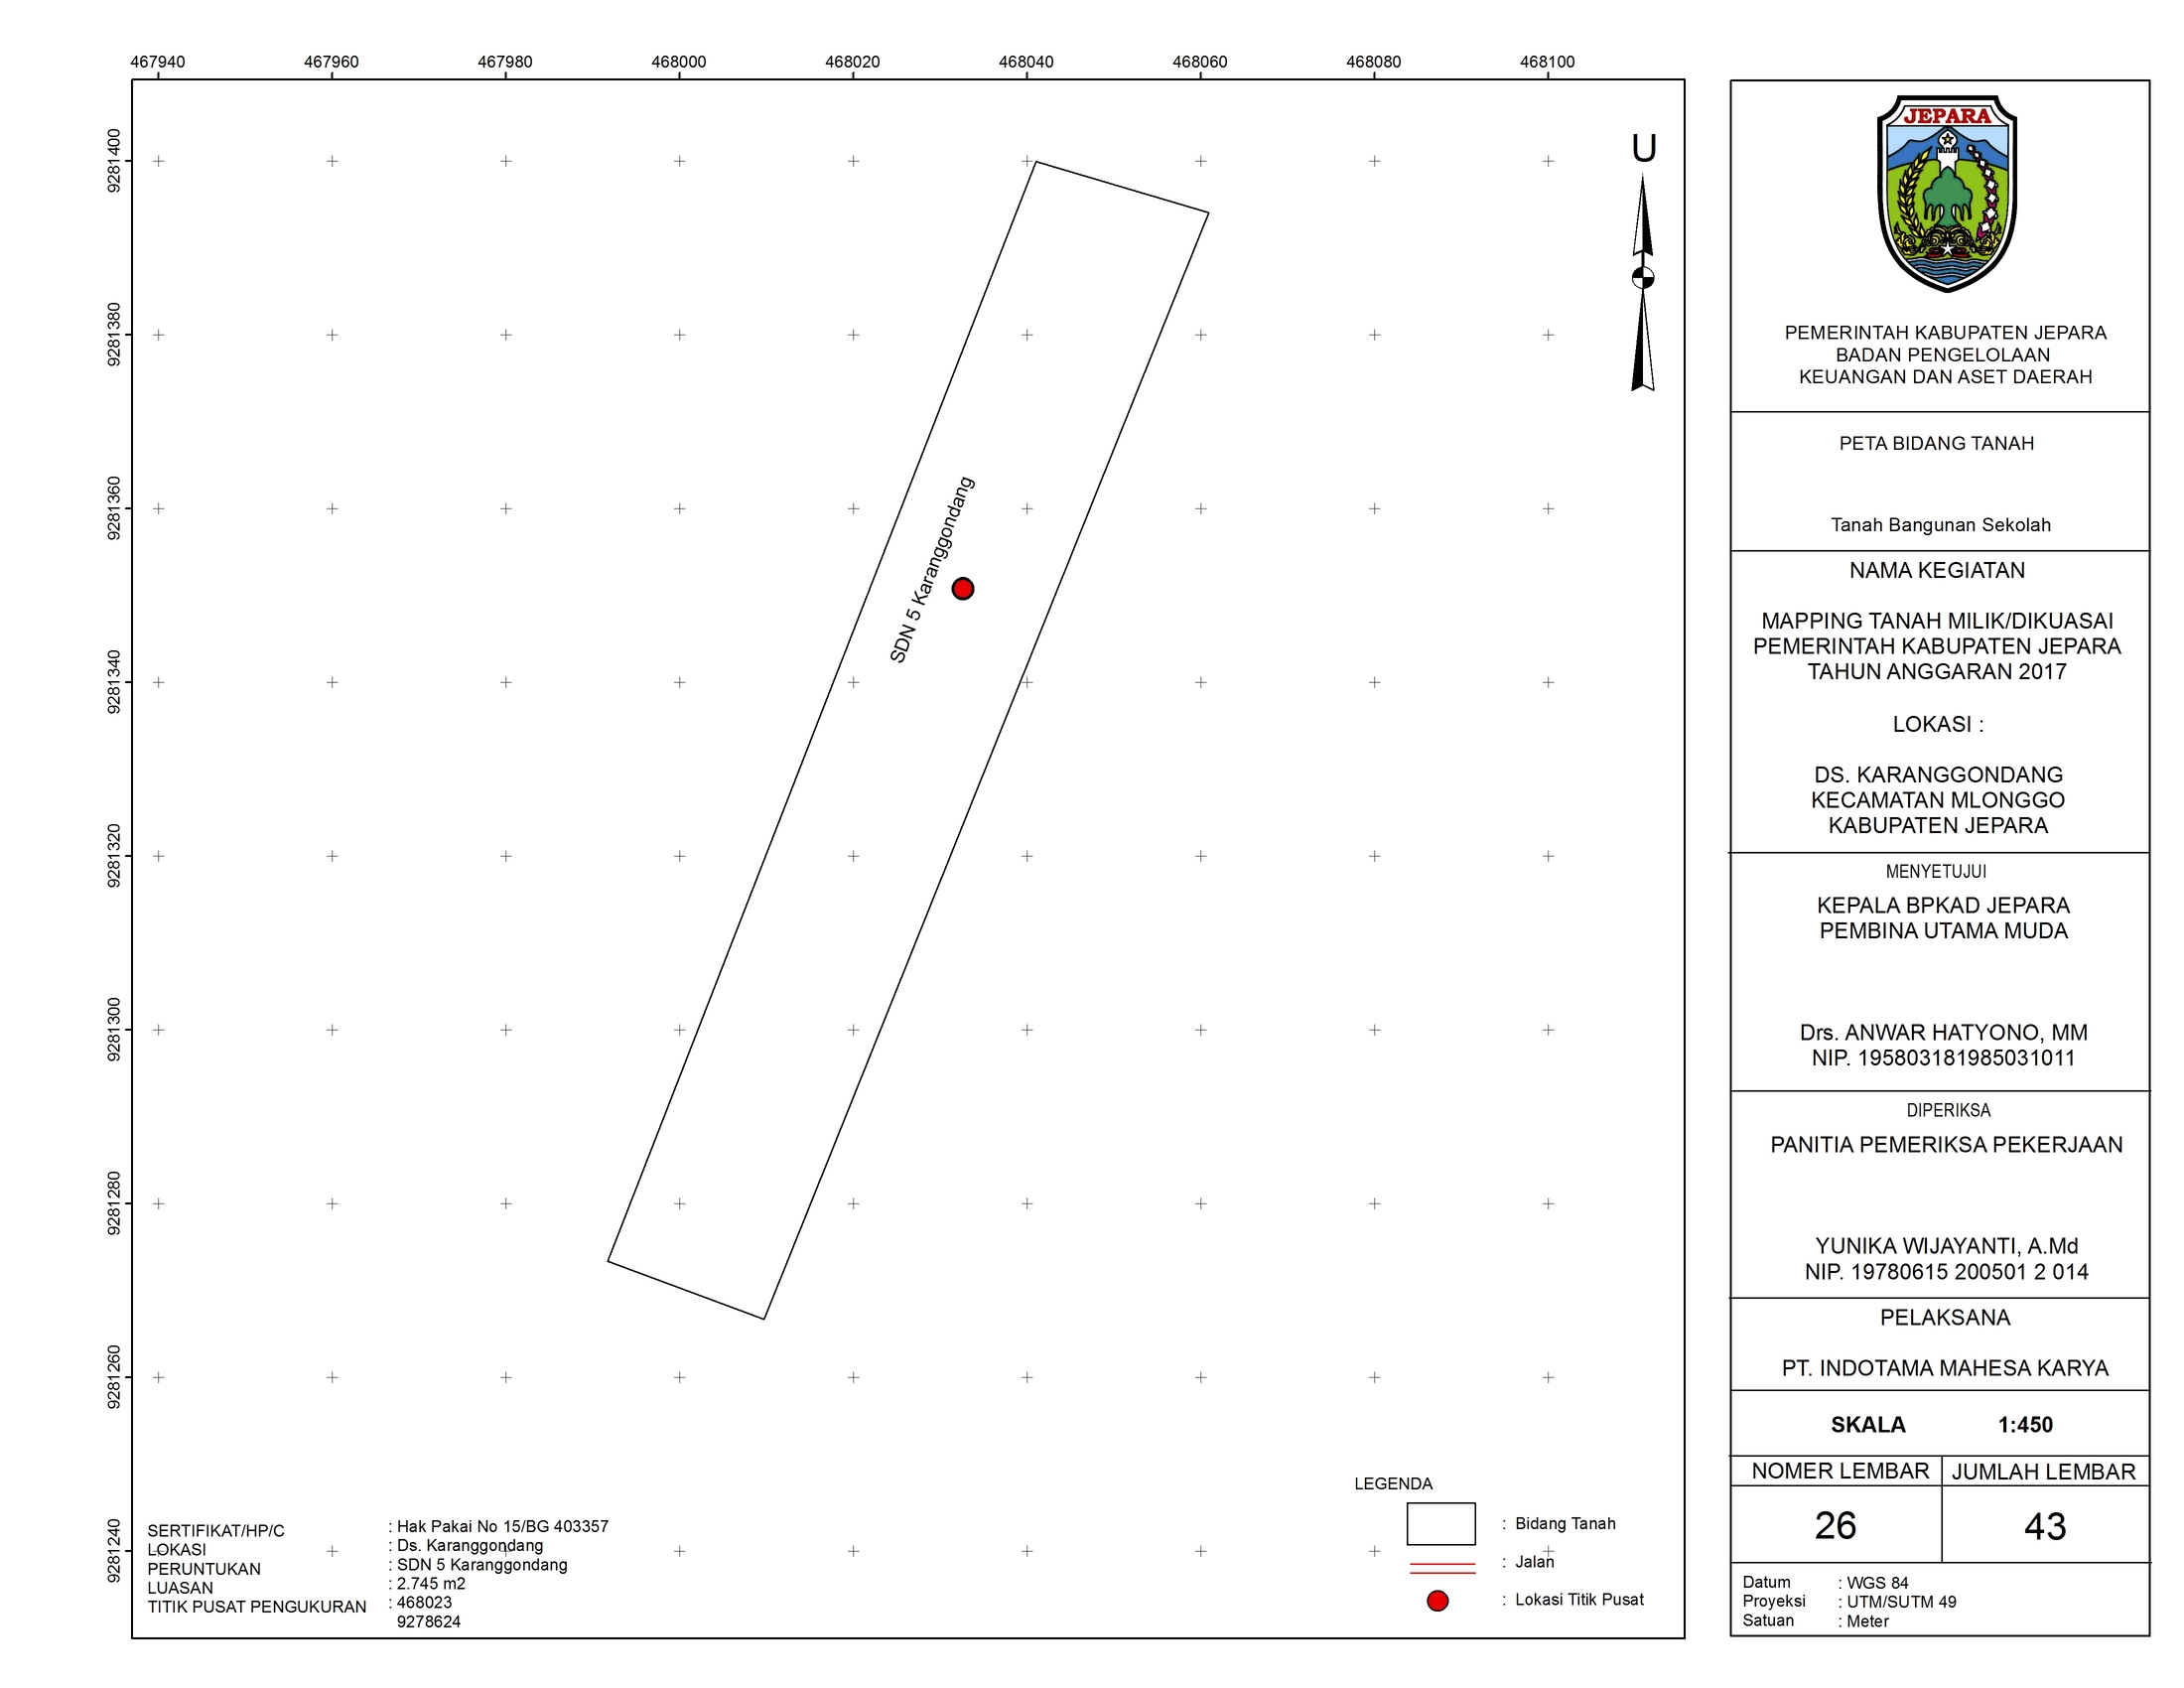 467940 467960 467980 468000 468020 468040 468060 468080 468100
9281400
9281380
9281360
9281340
9281320
9281300
9281280
9281260
9281240
U
SDN 5 Karanggondang
SERTIFIKAT/HP/C : Hak Pakai No 15/BG 403357
LOKASI : Ds. Karanggondang
PERUNTUKAN : SDN 5 Karanggondang
LUASAN : 2.745 m2
TITIK PUSAT PENGUKURAN : 468023
9278624
LEGENDA
: Bidang Tanah
: Jalan
: Lokasi Titik Pusat
JEPARA
PEMERINTAH KABUPATEN JEPARA
BADAN PENGELOLAAN
KEUANGAN DAN ASET DAERAH
PETA BIDANG TANAH
Tanah Bangunan Sekolah
NAMA KEGIATAN
MAPPING TANAH MILIK/DIKUASAI
PEMERINTAH KABUPATEN JEPARA
TAHUN ANGGARAN 2017
LOKASI :
DS. KARANGGONDANG
KECAMATAN MLONGGO
KABUPATEN JEPARA
MENYETUJUI
KEPALA BPKAD JEPARA
PEMBINA UTAMA MUDA
Drs. ANWAR HATYONO, MM
NIP. 195803181985031011
DIPERIKSA
PANITIA PEMERIKSA PEKERJAAN
YUNIKA WIJAYANTI, A.Md
NIP. 19780615 200501 2 014
PELAKSANA
PT. INDOTAMA MAHESA KARYA
SKALA 1:450
NOMER LEMBAR JUMLAH LEMBAR
26 43
Datum : WGS 84
Proyeksi : UTM/SUTM 49
Satuan : Meter